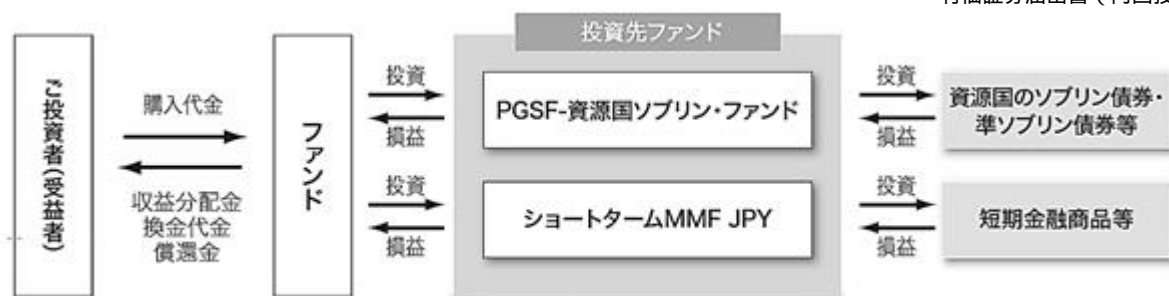 投資先ファンド
投資者(受益者)
購入代金
収益分配金
換金代金
償還金
ファンド
投資
損益
PGSF-資源国ソブリン・ファンド
投資
損益
資源国のソブリン債券・
準ソブリン債券等
投資
損益
ショートタームMMF JPY
投資
損益
短期金融商品等